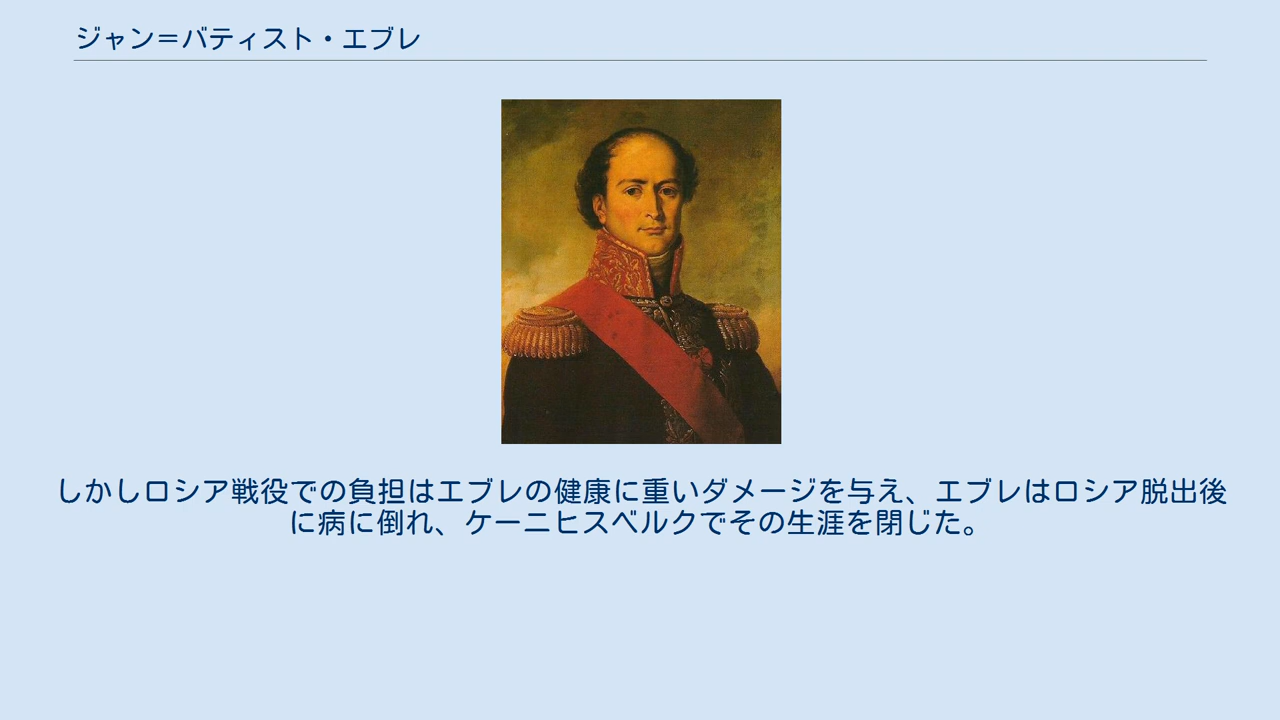 ジャン＝バティスト・エブレ
しかしロシア戦役での負担はエブレの健康に重いダメージを与え、エブレはロシア脱出後
に病に倒れ、ケーニヒスベルクでその生涯を閉じた。